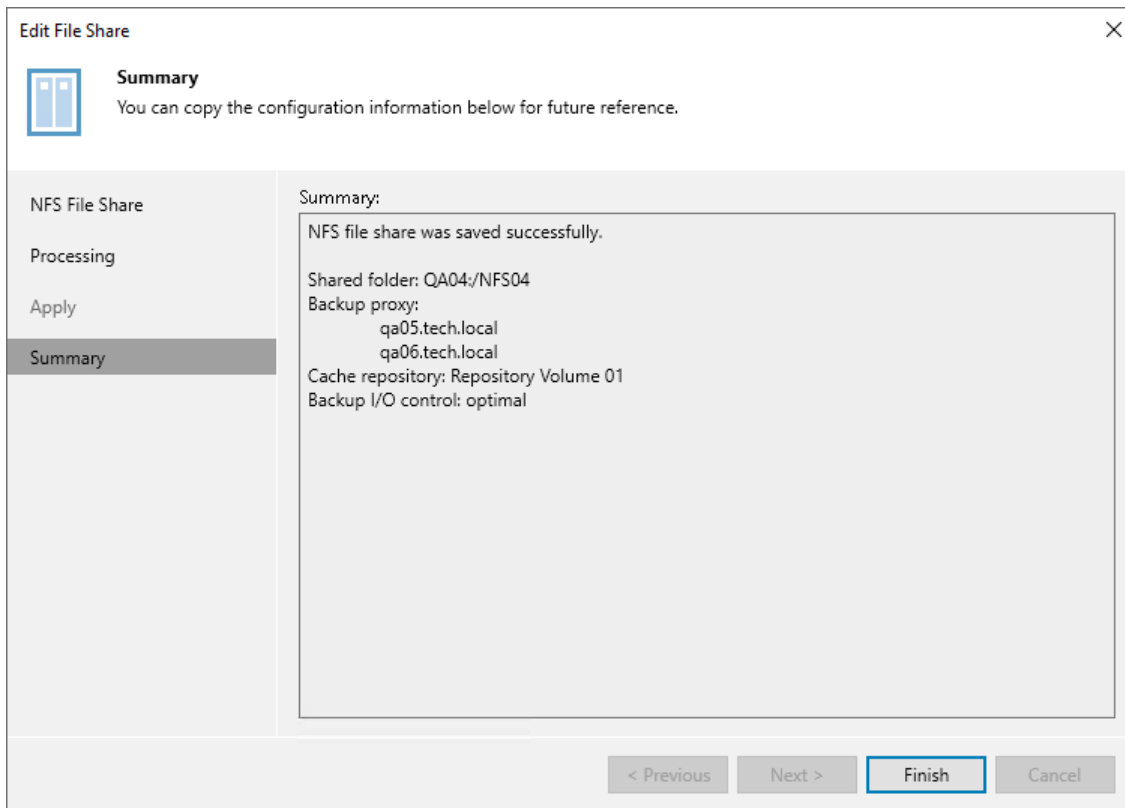 Edit File Share
Summary
You can copy the configuration information below for future reference.
NFS File Share
Processing
Apply
Summary
Summary:
NFS file share was saved successfully.
Shared folder: QA04:/NFS04
Backup proxy:
qa05.tech.local
qa06.tech.local
Cache repository: Repository Volume 01
Backup I/O control: optimal
< Previous
Next >
Finish
Cancel